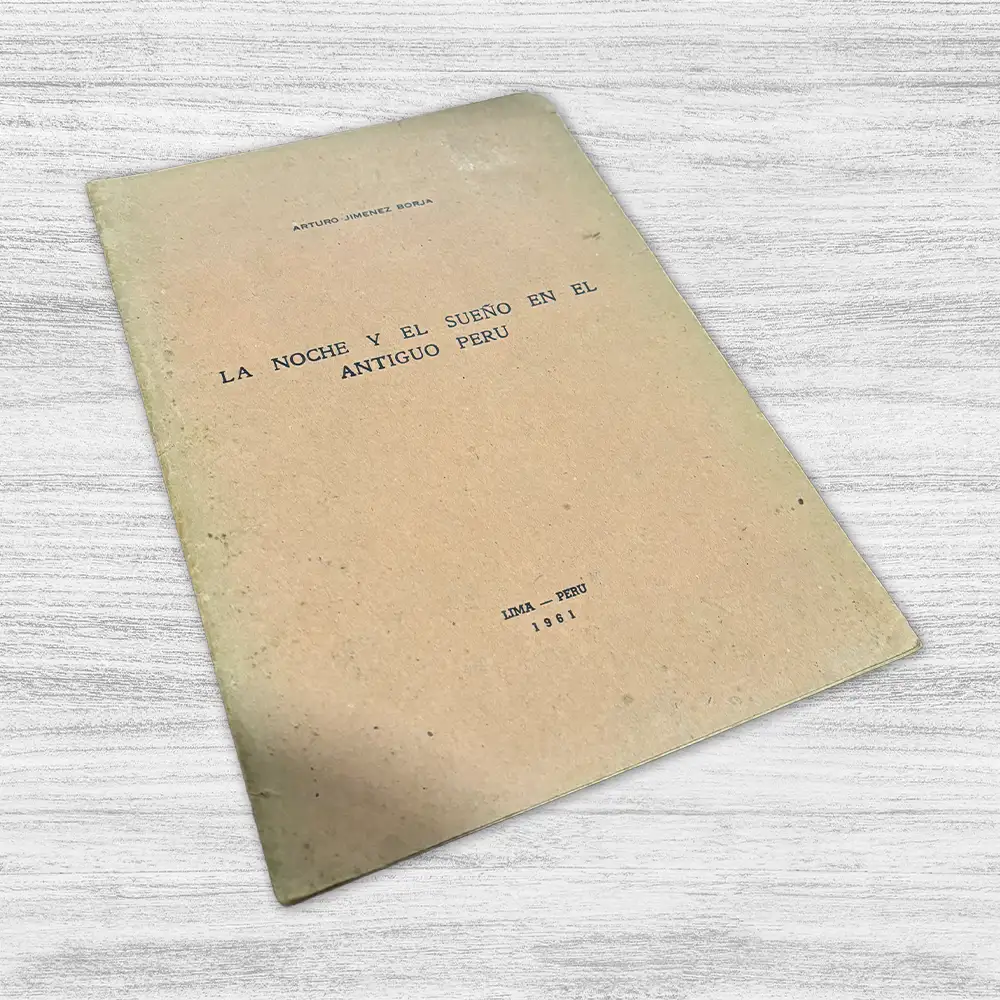 ARTURO JIMENEZ BORJA
LA NOCHE Y EL SUEÑO EN EL
ANTIGUO PERU
LIMA — PERU
1961